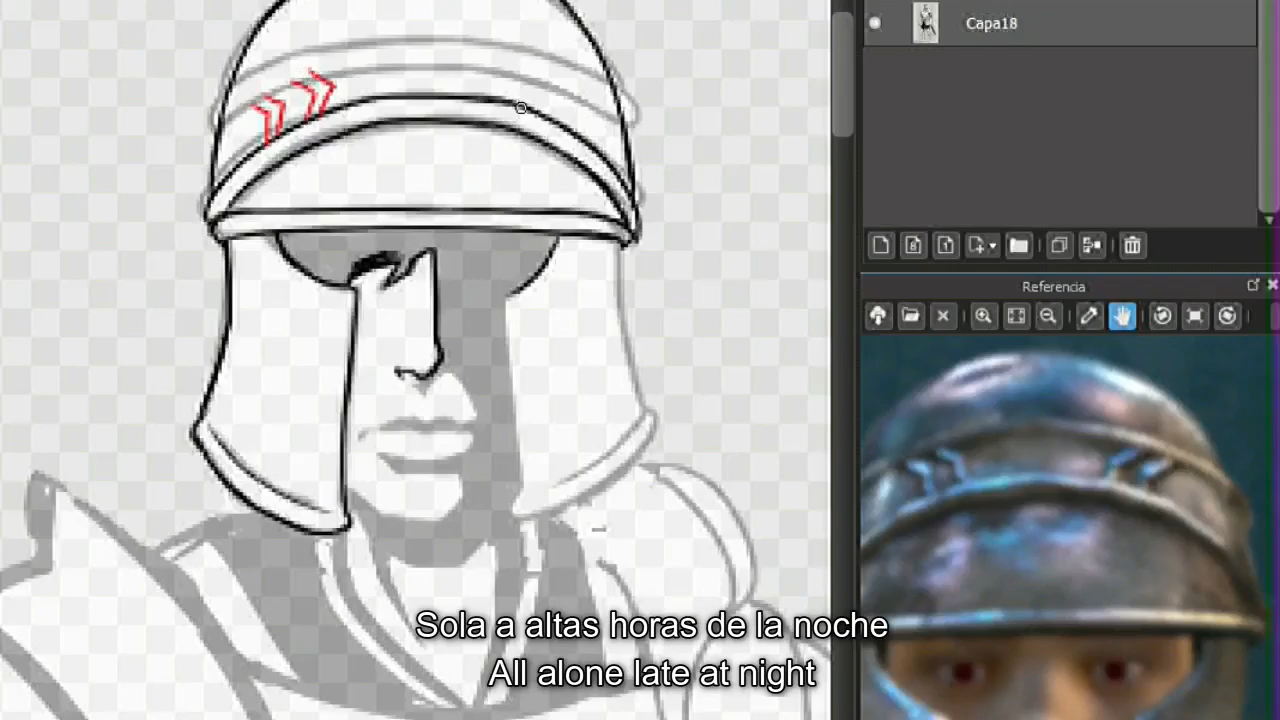 Capa18
Referencia
Sola a altas horas de la noche
All alone late at night